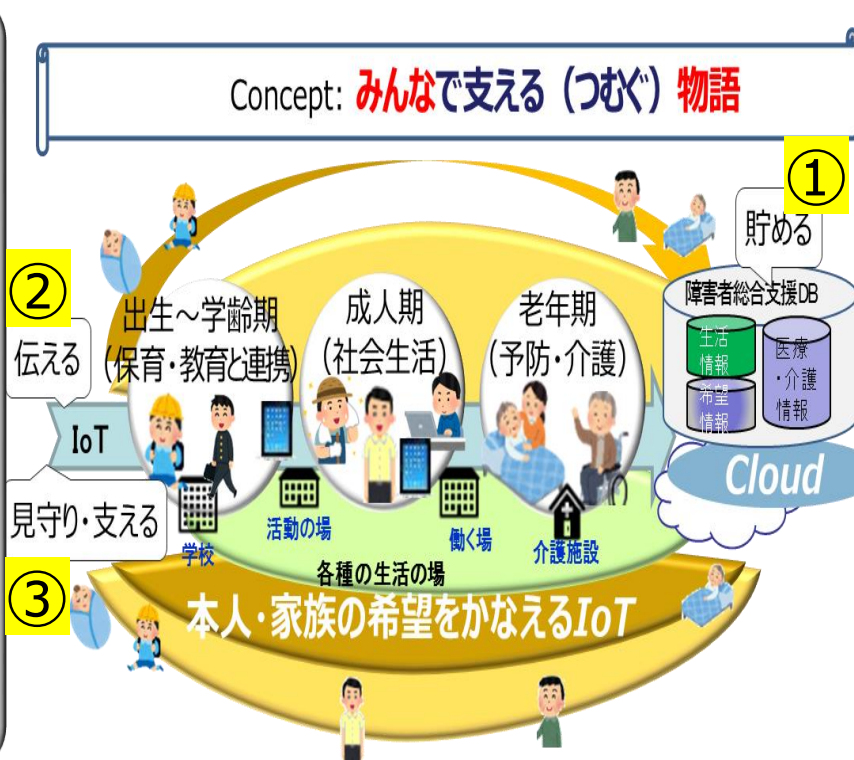 Concept: みんなで支える（つむぐ）物語
①
貯める
障害者総合支援DB
生活
情報
希望
情報
医療
・介護
情報
Cloud
②
伝える
出生～学齢期
（保育・教育と連携）
成人期
（社会生活）
老年期
（予防・介護）
IoT
見守り・支える
③
学校
活動の場
働く場
介護施設
各種の生活の場
本人・家族の希望をかなえるIoT